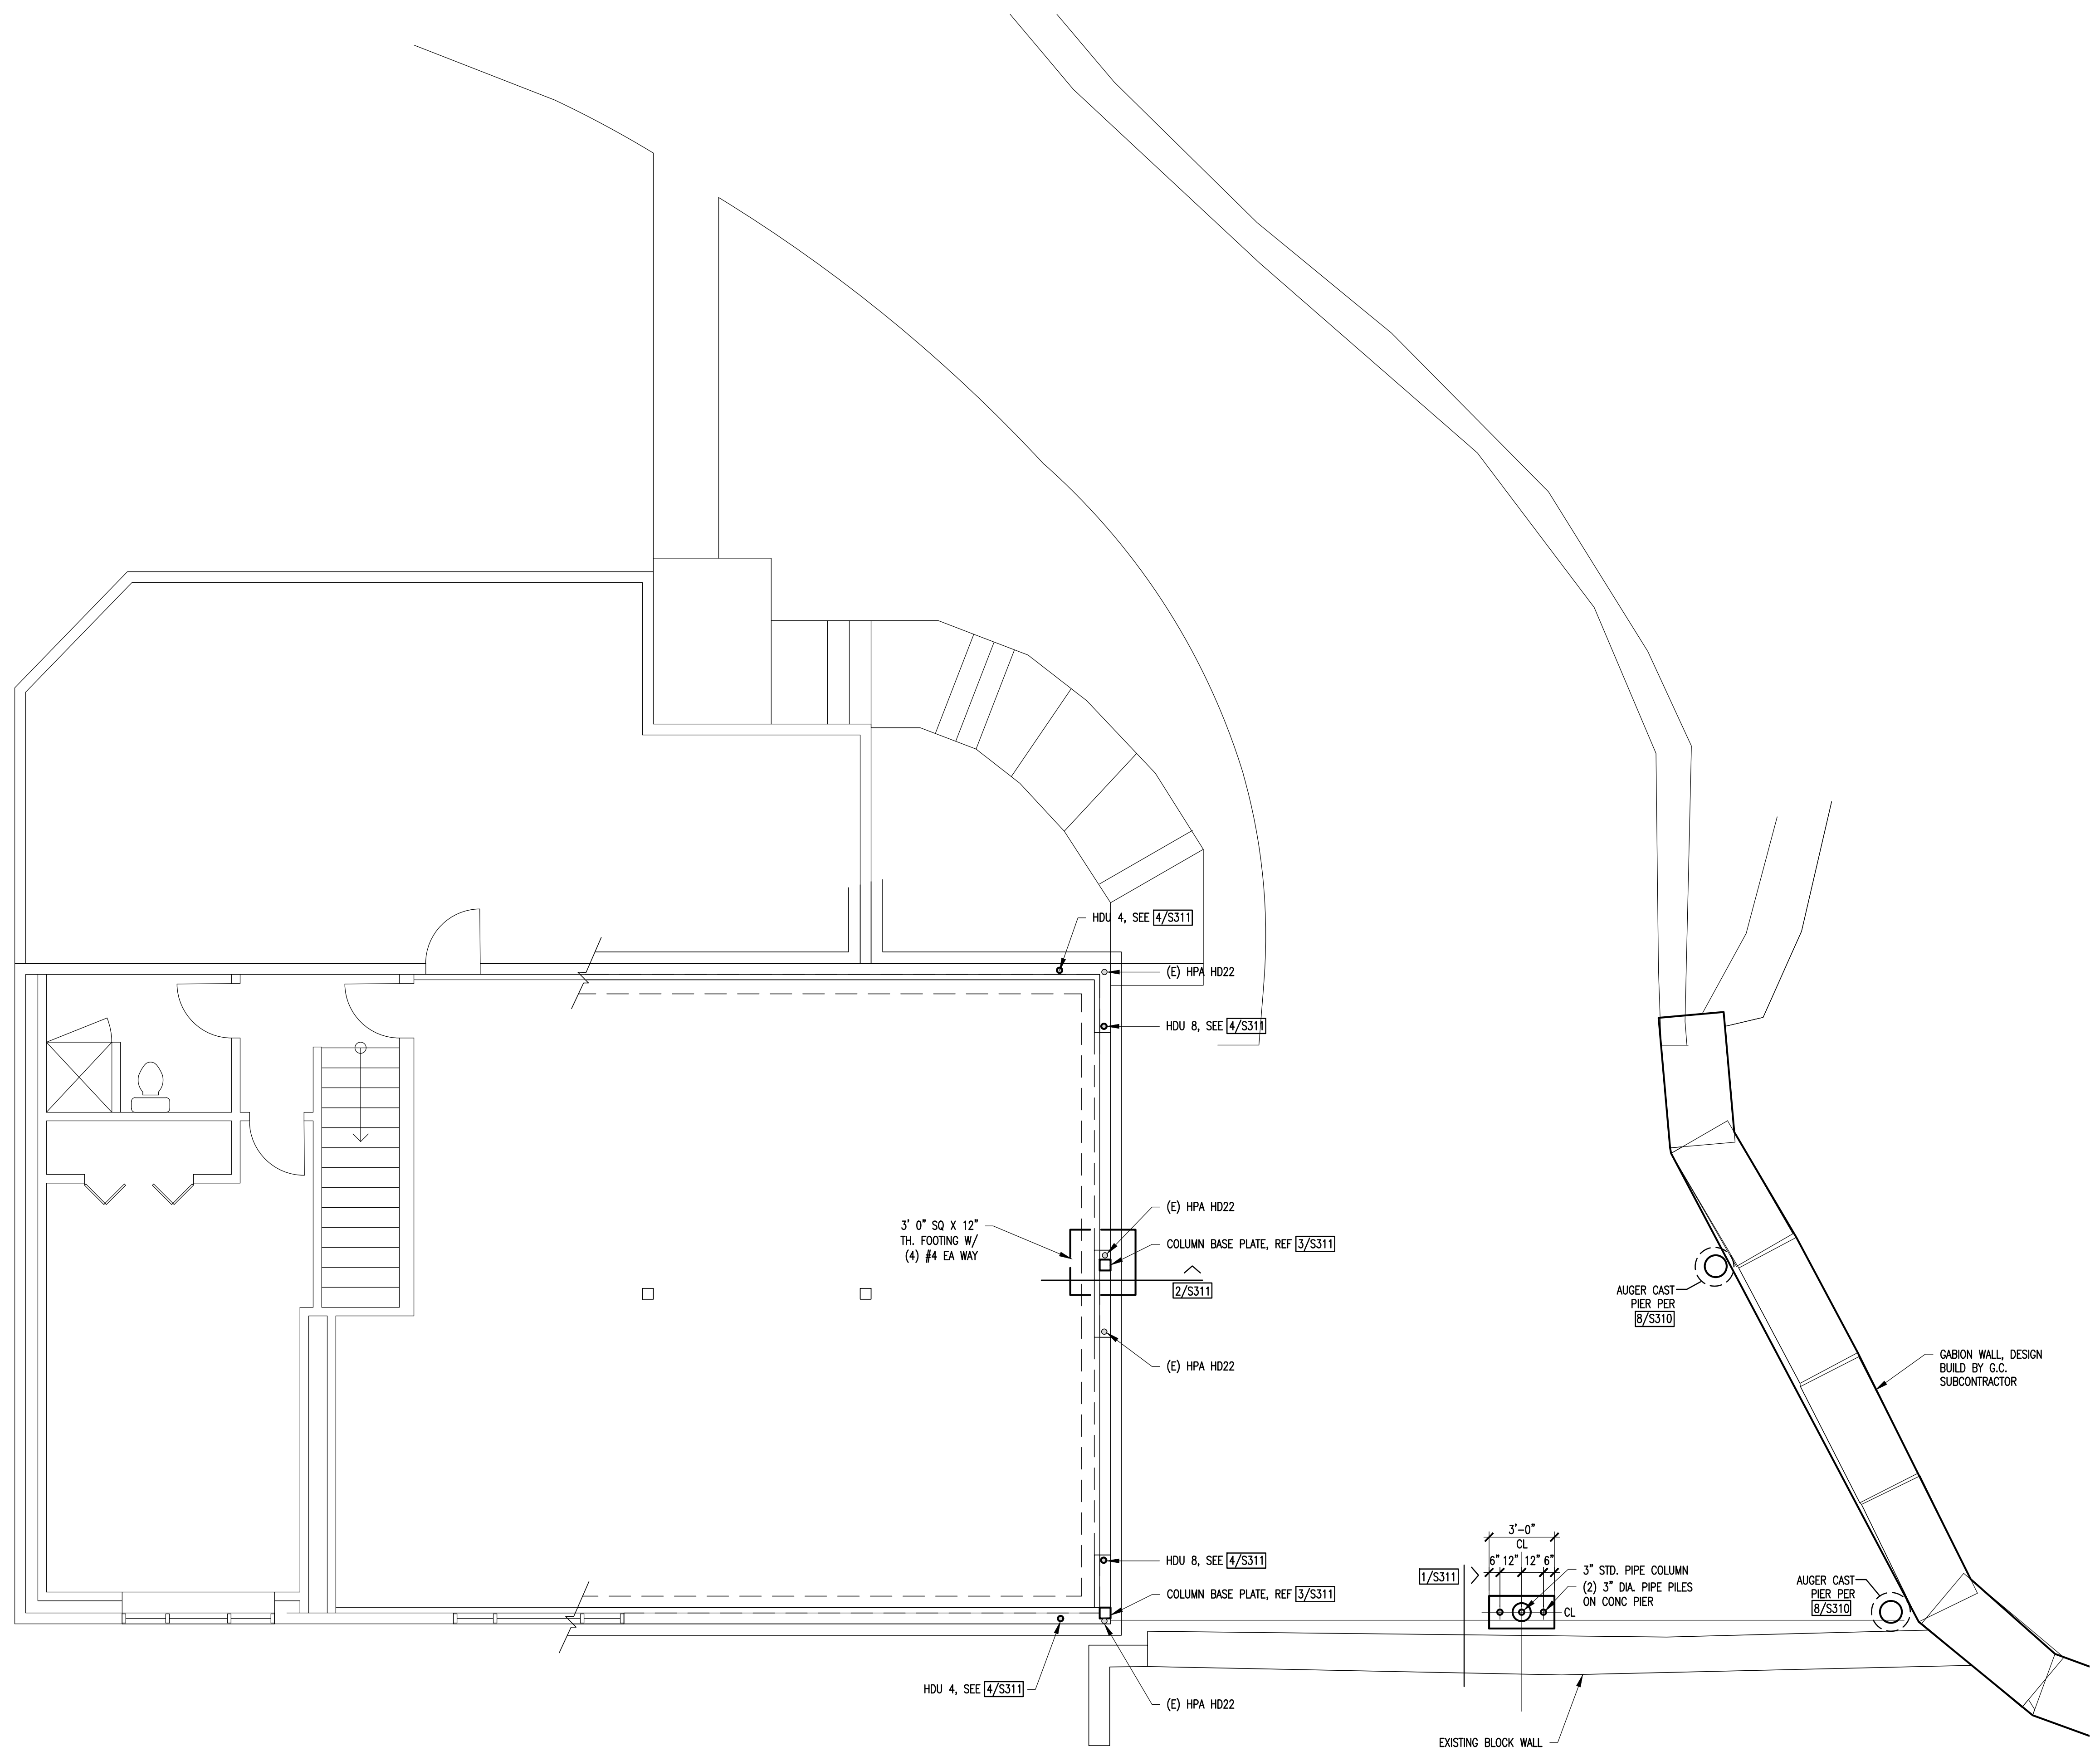 HDU 4, SEE 4/S311
(E) HPA HD22
HDU 8, SEE 4/S311
(E) HPA HD22
3' 0" SQ X 12"
TH. FOOTING W/
(4) #4 EA WAY
COLUMN BASE PLATE, REF 3/S311
2/S311
(E) HPA HD22
AUGER CAST
PIER PER
8/S310
GABION WALL, DESIGN
BUILD BY G.C.
SUBCONTRACTOR
HDU 8, SEE 4/S311
COLUMN BASE PLATE, REF 3/S311
3'-0"
CL
6" 12" 12" 6"
1/S311
3" STD. PIPE COLUMN
(2) 3" DIA. PIPE PILES
ON CONC PIER
CL
AUGER CAST
PIER PER
8/S310
HDU 4, SEE 4/S311
(E) HPA HD22
EXISTING BLOCK WALL